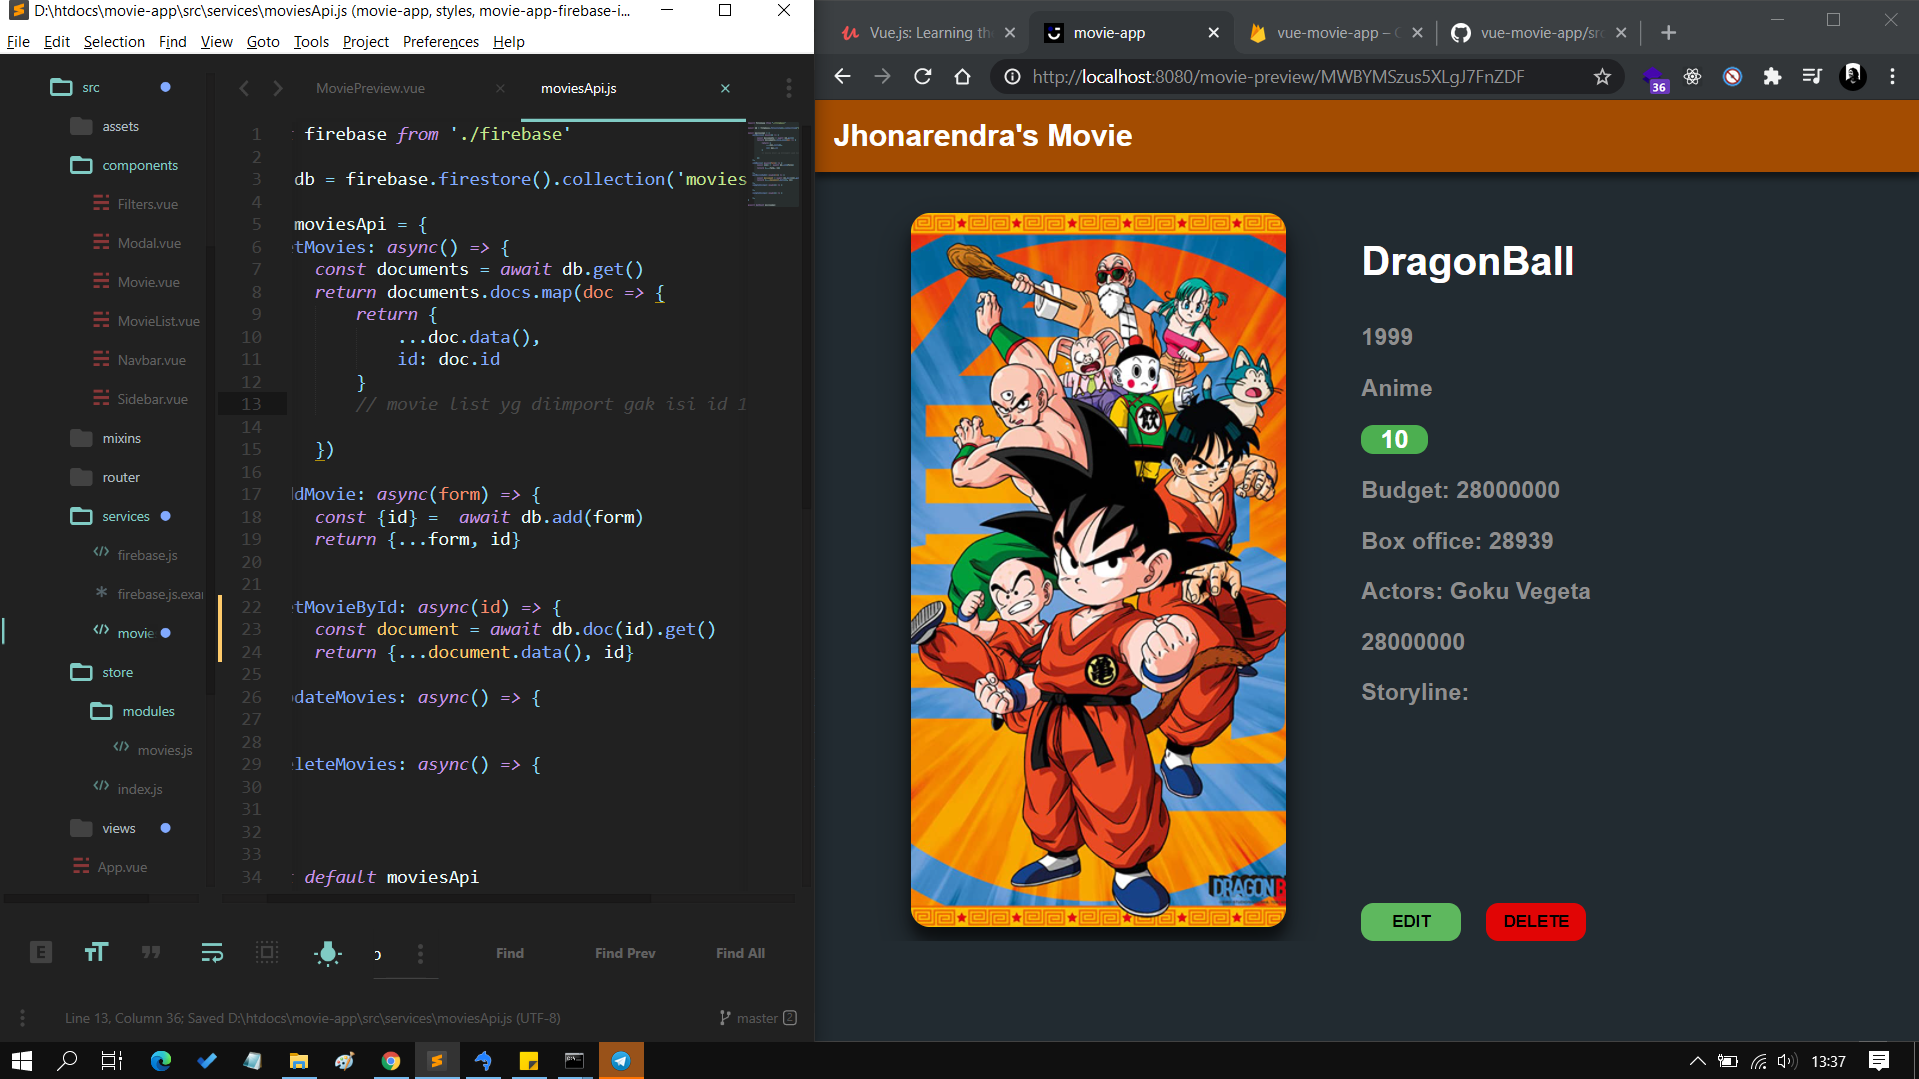 D:\htdocs\movie-app\src\services\moviesApi.js (movie-app, styles, movie-app-firebase-i...
File Edit Selection Find View Goto Tools Project Preferences Help
src
assets
components
Filters.vue
Modal.vue
Movie.vue
MovieList.vue
Navbar.vue
Sidebar.vue
mixins
router
services
firebase.js
firebase.js.exa
movie
store
modules
movies.js
index.js
views
App.vue
MoviePreview.vue
moviesApi.js
1 firebase from './firebase'
2
3 db = firebase.firestore().collection('movies
4
5 moviesApi = {
6 tMovies: async() => {
7 const documents = await db.get()
8 return documents.docs.map(doc => {
9 return {
10 ...doc.data(),
11 id: doc.id
12 }
13 // movie list yg diimport gak isi id 1
14
15 })
16
17 dMovie: async(form) => {
18 const {id} =  await db.add(form)
19 return {...form, id}
20
21
22 tMovieById: async(id) => {
23 const document = await db.doc(id).get()
24 return {...document.data(), id}
25
26 dateMovies: async() => {
27
28
29 leteMovies: async() => {
30
31
32
33
34 default moviesApi
E
Find
Find Prev
Find All
Line 13, Column 36; Saved D:\htdocs\movie-app\src\services\moviesApi.js (UTF-8)
master 2
Vue.js: Learning th
movie-app
vue-movie-app –
vue-movie-app/src
http://localhost:8080/movie-preview/MWBYMSzus5XLgJ7FnZDF
36
Jhonarendra's Movie
DragonBall
1999
Anime
10
Budget: 28000000
Box office: 28939
Actors: Goku Vegeta
28000000
Storyline:
EDIT
DELETE
餃
亀
DRAGONB
13:37